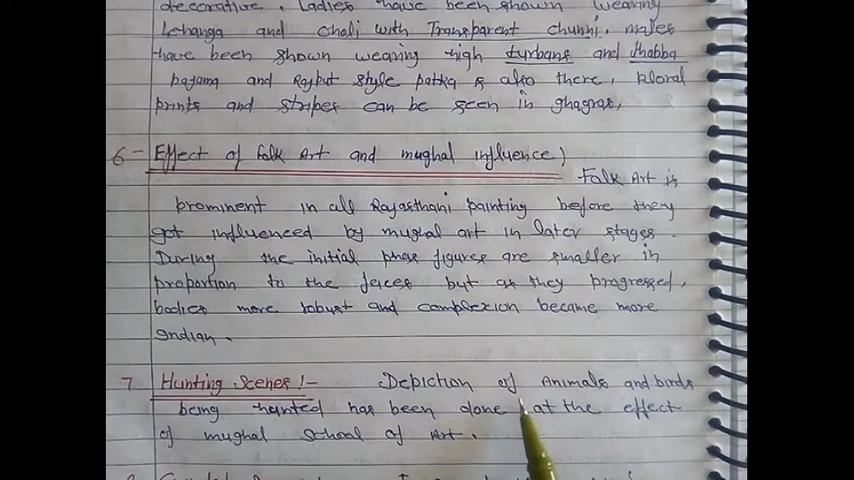 decorative. Ladies have been shown wearing
Lehanga and choli with Transparent chunni, males
have been shown wearing high turbans and Jhabba
pajama and Rajput style patka is also there, Floral
prints and stripes can be seen in ghagras,
6- Effect of Folk Art and mughal influence)
Folk Art is
prominent in all Rajasthani painting before they
got influenced by mughal art in later stages.
During the initial phase figures are smaller in
proportion to the faces but as they progressed,
bodies more robust and complexion became more
Indian.
7 Hunting Scenes!- Depiction of Animals and birds
being hunted has been done at the effect
of mughal School of Art.